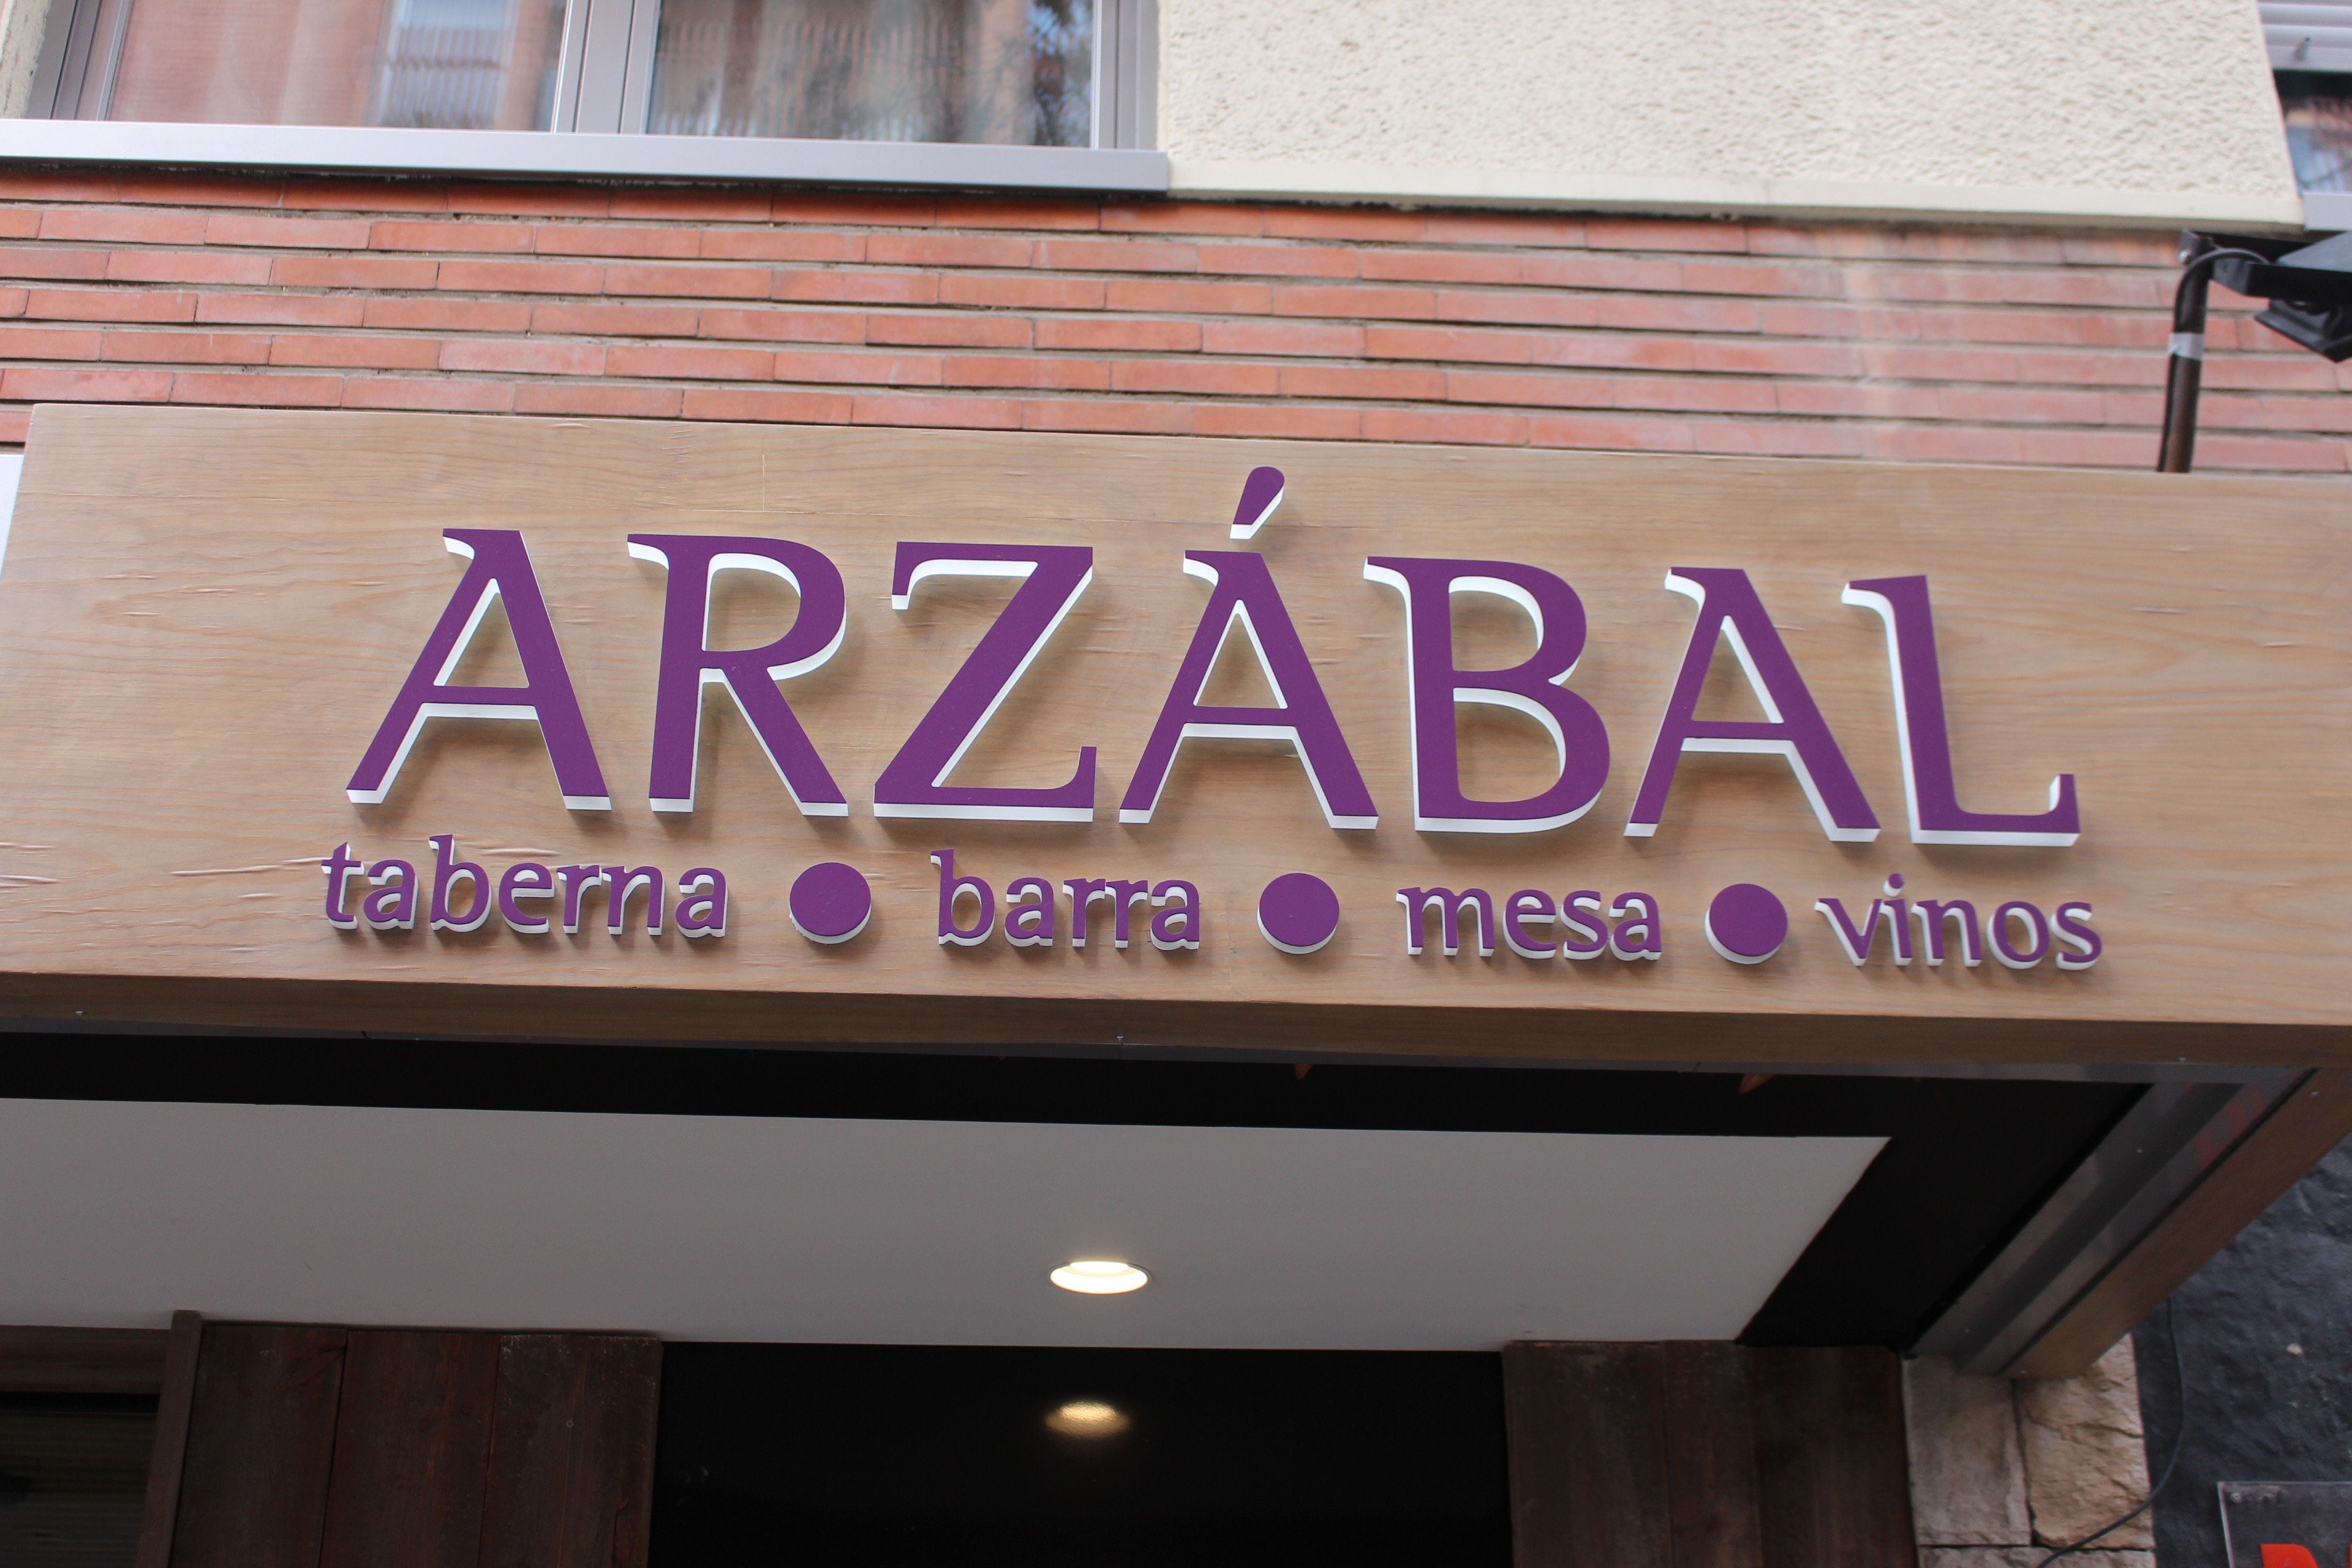 ARZÁBAL
taberna ● barra ● mesa ● vinos